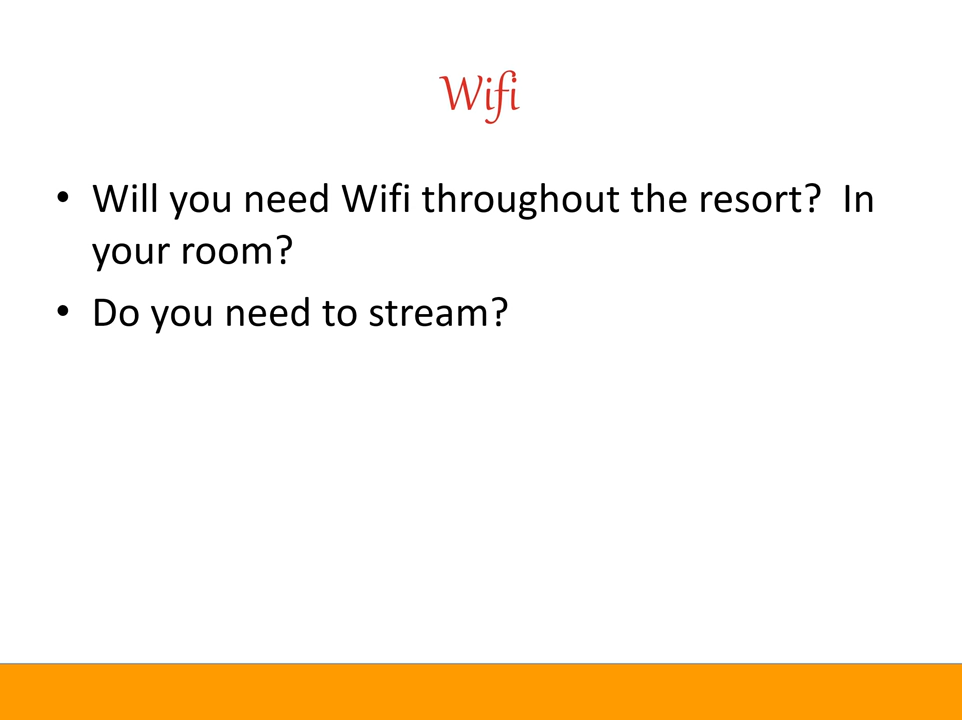 Wifi
• Will you need Wifi throughout the resort?  In
your room?
• Do you need to stream?